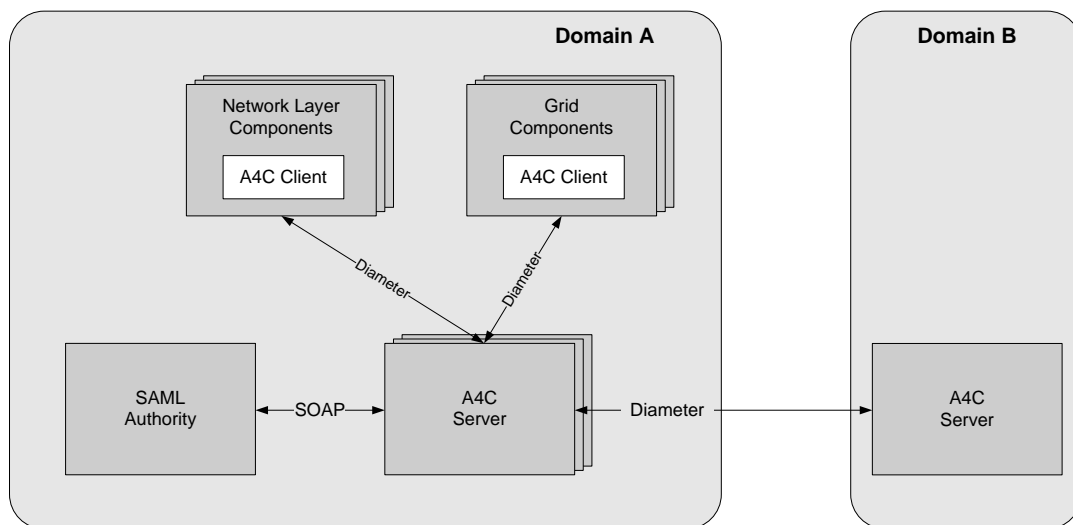 Domain A
Domain B
Network Layer
Components
A4C Client
Grid
Components
A4C Client
Diameter
Diameter
SAML
Authority
SOAP
A4C
Server
Diameter
A4C
Server